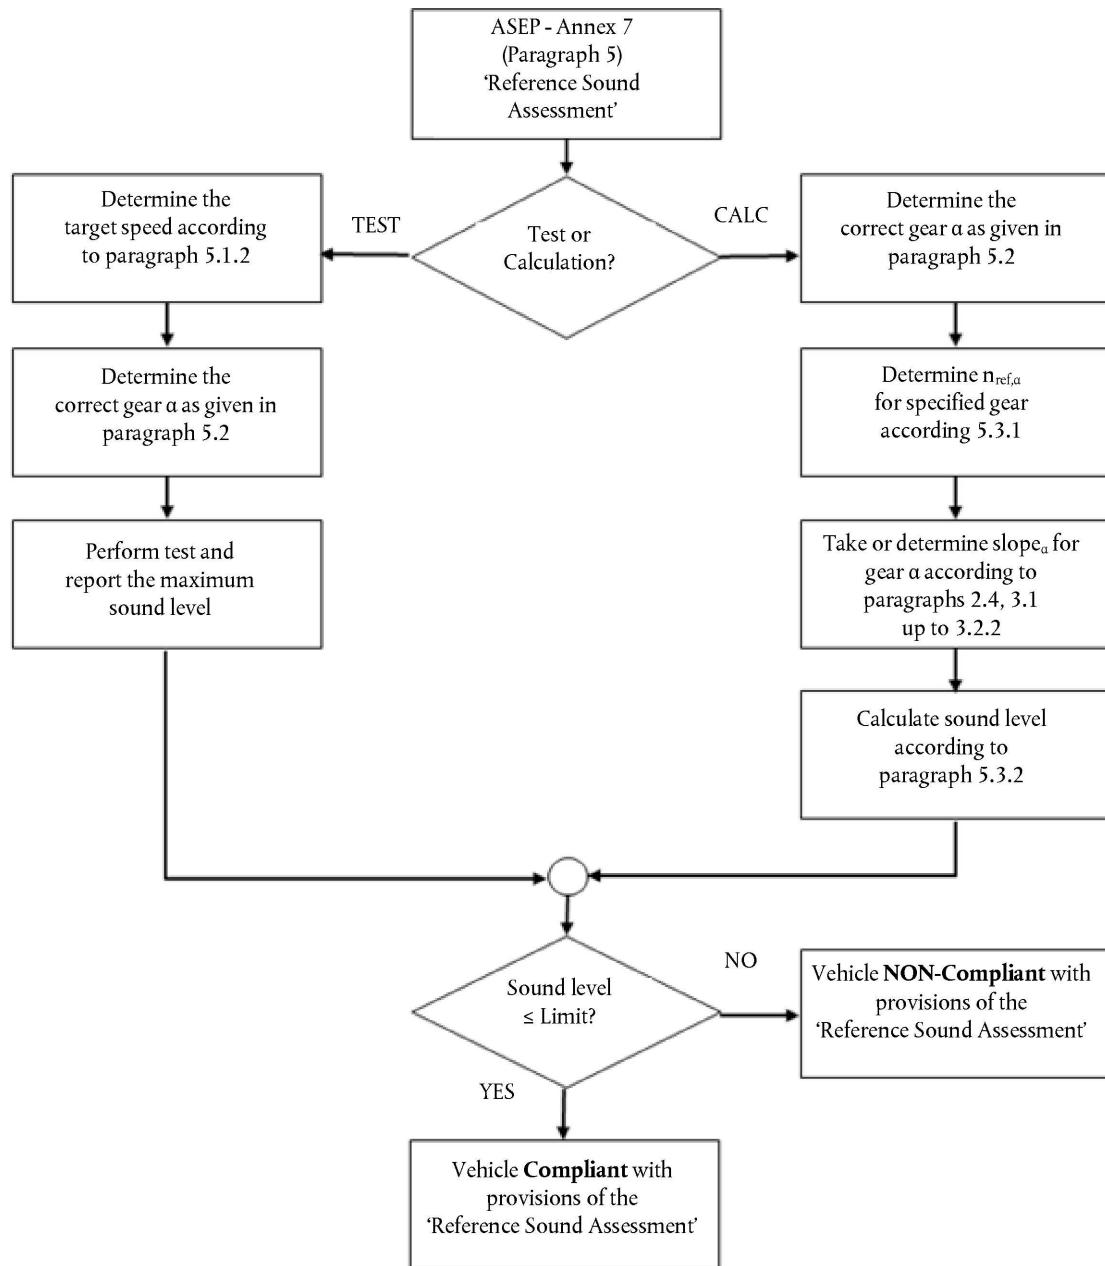 ASEP - Annex 7
(Paragraph 5)
‘Reference Sound
Assessment’
Test or
Calculation?
TEST
CALC
Determine the
target speed according
to paragraph 5.1.2
Determine the
correct gear α as given in
paragraph 5.2
Perform test and
report the maximum
sound level
Determine the
correct gear α as given in
paragraph 5.2
Determine nref,α
for specified gear
according 5.3.1
Take or determine slopeα for
gear α according to
paragraphs 2.4, 3.1
up to 3.2.2
Calculate sound level
according to
paragraph 5.3.2
Sound level
≤ Limit?
NO
Vehicle NON-Compliant with
provisions of the
‘Reference Sound Assessment’
YES
Vehicle Compliant with
provisions of the
‘Reference Sound Assessment’